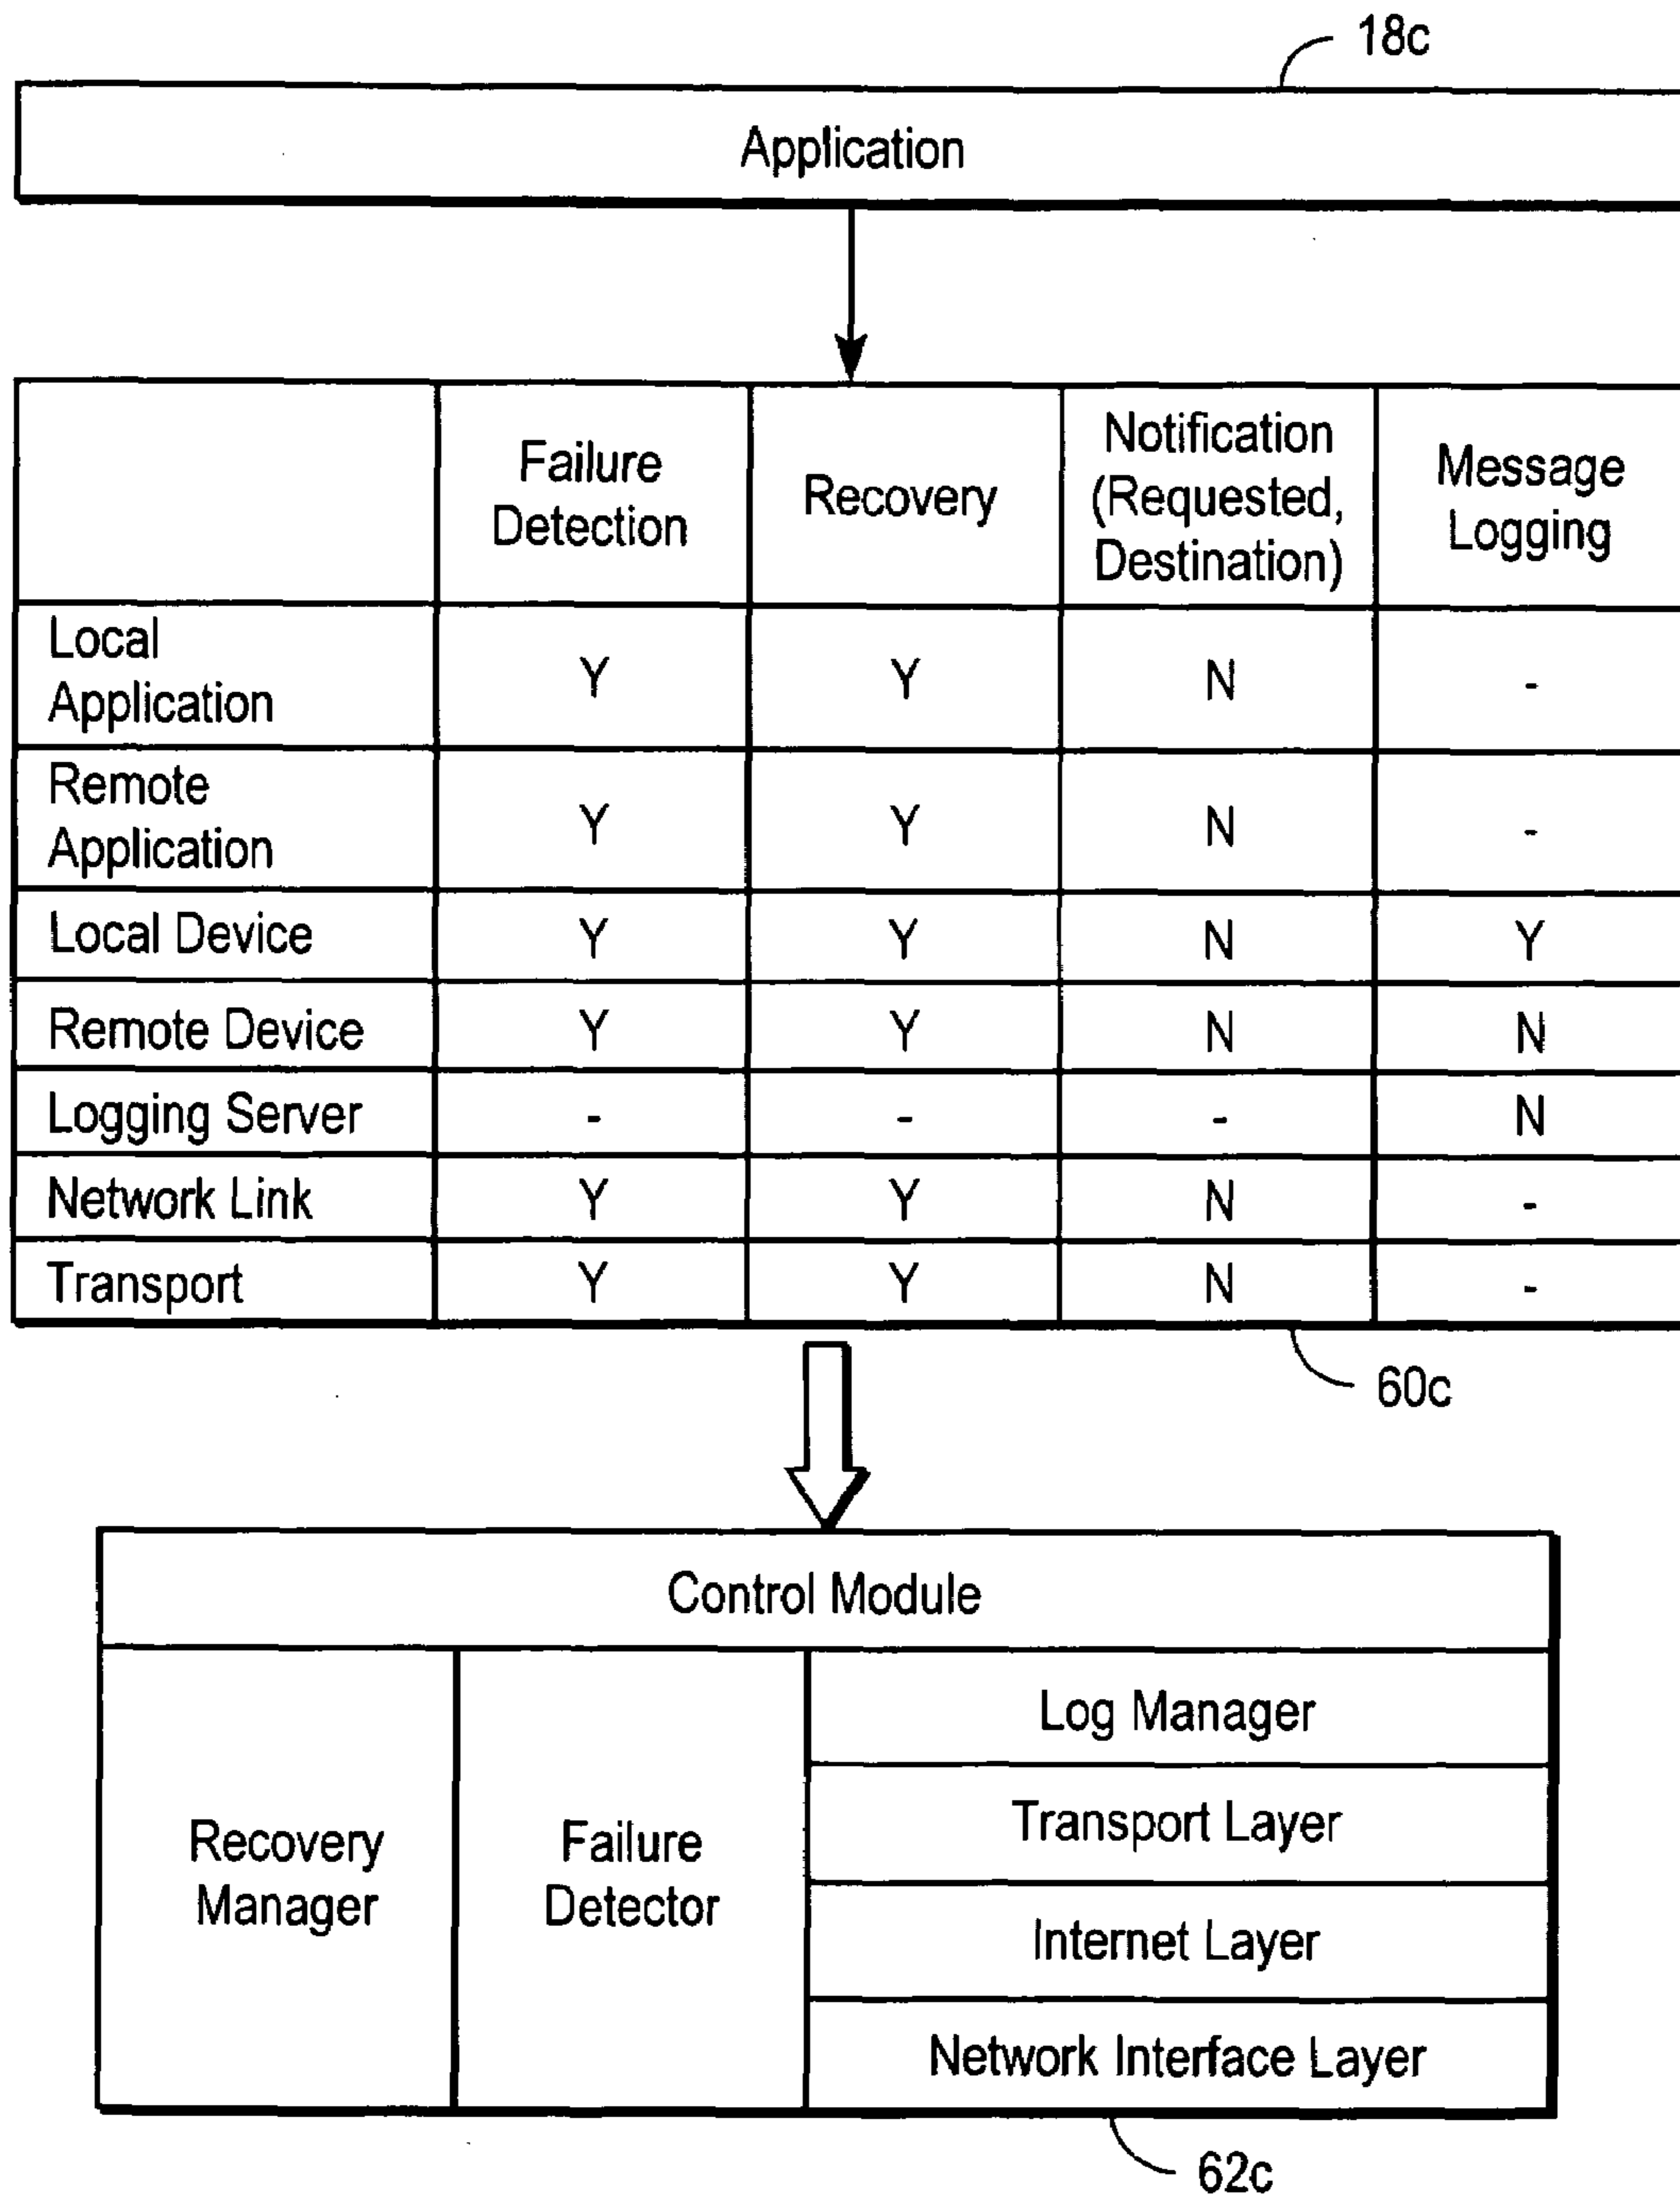 18c
Application
Failure
Detection
Recovery
Notification
(Requested,
Destination)
Message
Logging
Local
Application
Y
Y
N
-
Remote
Application
Y
Y
N
-
Local Device
Y
Y
N
Y
Remote Device
Y
Y
N
N
Logging Server
-
-
-
N
Network Link
Y
Y
N
-
Transport
Y
Y
N
-
60c
Control Module
Recovery
Manager
Failure
Detector
Log Manager
Transport Layer
Internet Layer
Network Interface Layer
62c